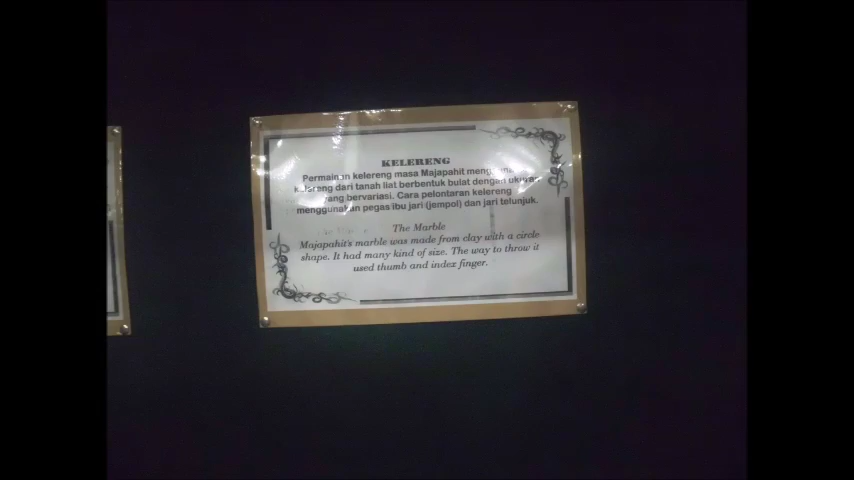 KELERENG
Permainan kelereng masa Majapahit
kelereng dari tanah liat berbentuk bulat dengan ukuran
yang bervariasi. Cara pelontaran kelereng
menggunakan pegas ibu jari (jempol) dan jari telunjuk.
The Marble
Majapahit's marble was made from clay with a circle
shape. It had many kind of size. The way to throw it
used thumb and index finger.